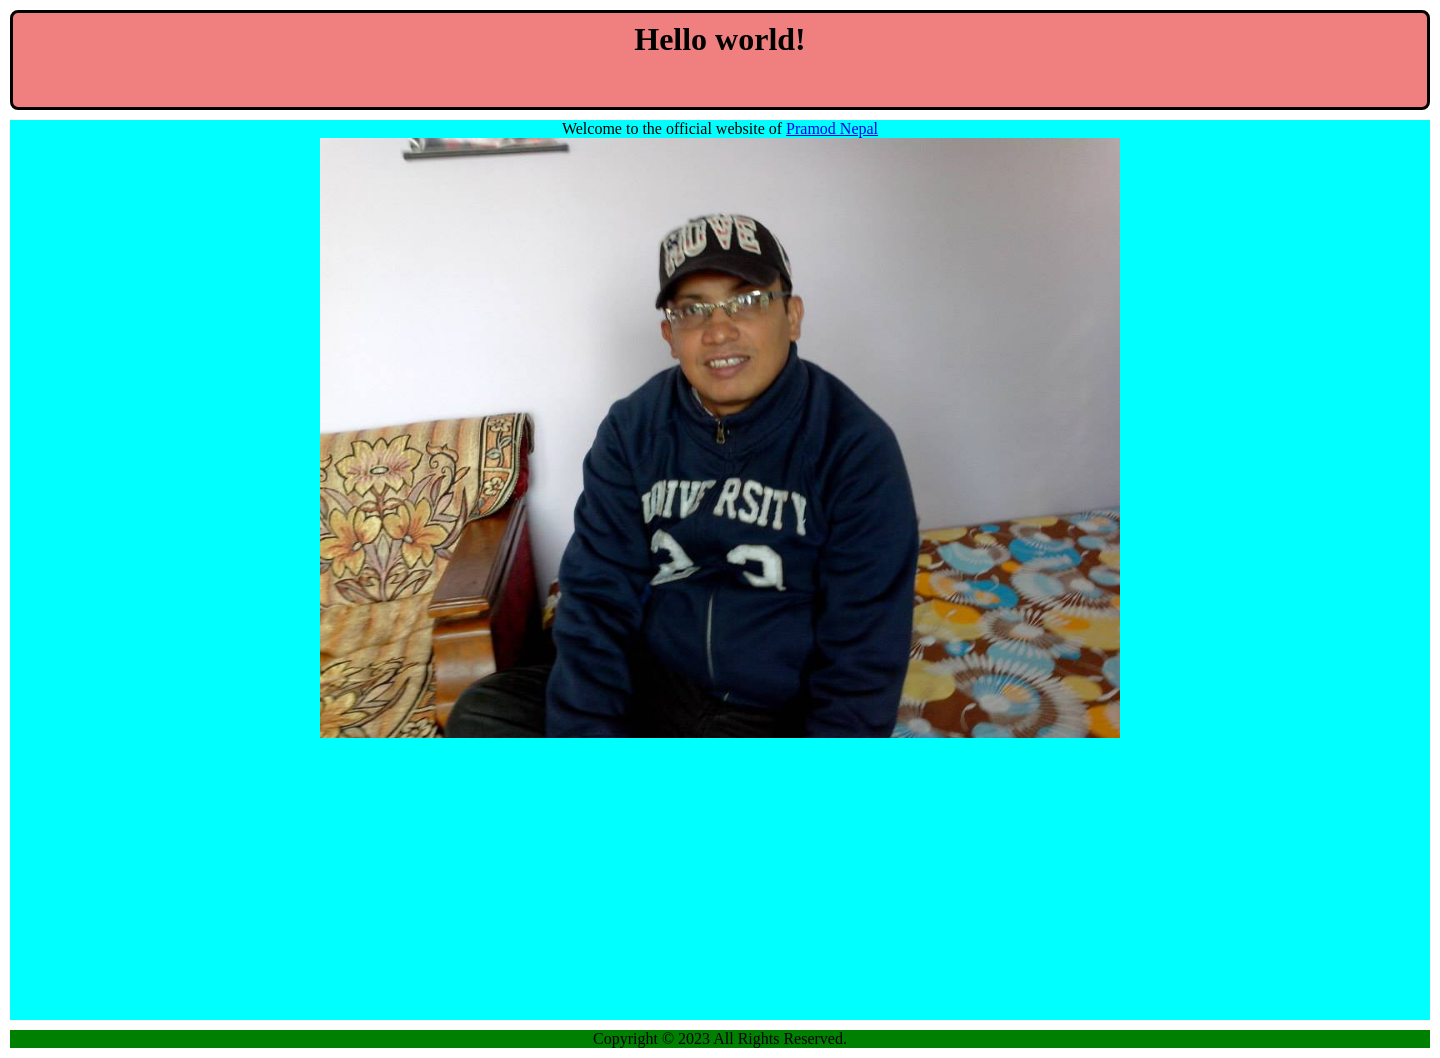 Hello world!
Welcome to the official website of Pramod Nepal
MOVE
UNIVERSITY
Copyright © 2023 All Rights Reserved.